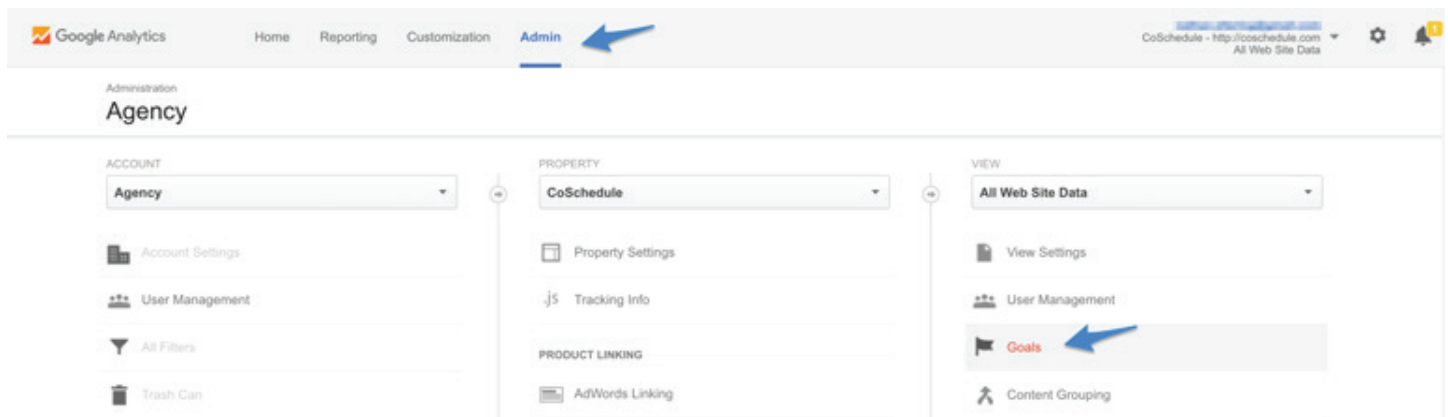 Google Analytics
Home
Reporting
Customization
Admin
CoSchedule - http://coschedule.com
All Web Site Data
1
Administration
Agency
ACCOUNT
Agency
Account Settings
User Management
All Filters
Trash Can
PROPERTY
CoSchedule
Property Settings
.js Tracking Info
PRODUCT LINKING
AdWords Linking
VIEW
All Web Site Data
View Settings
User Management
Goals
Content Grouping